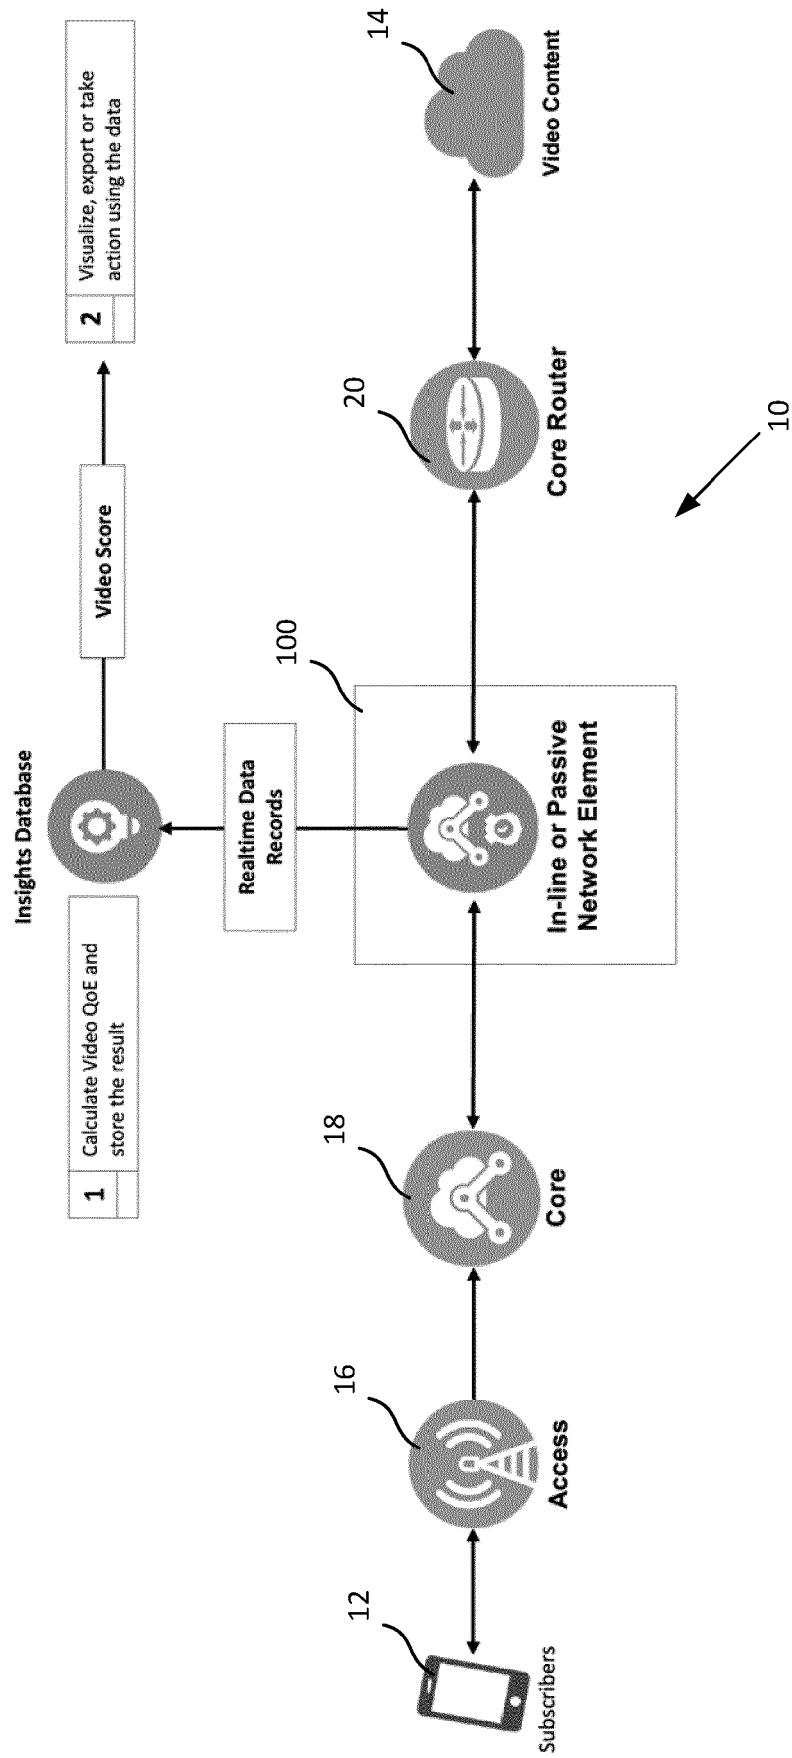 Insights Database
1
Calculate Video QoE and
store the result
Video Score
2
Visualize, export or take
action using the data
Realtime Data
Records
100
In-line or Passive
Network Element
12
Subscribers
16
Access
18
Core
20
Core Router
14
Video Content
10